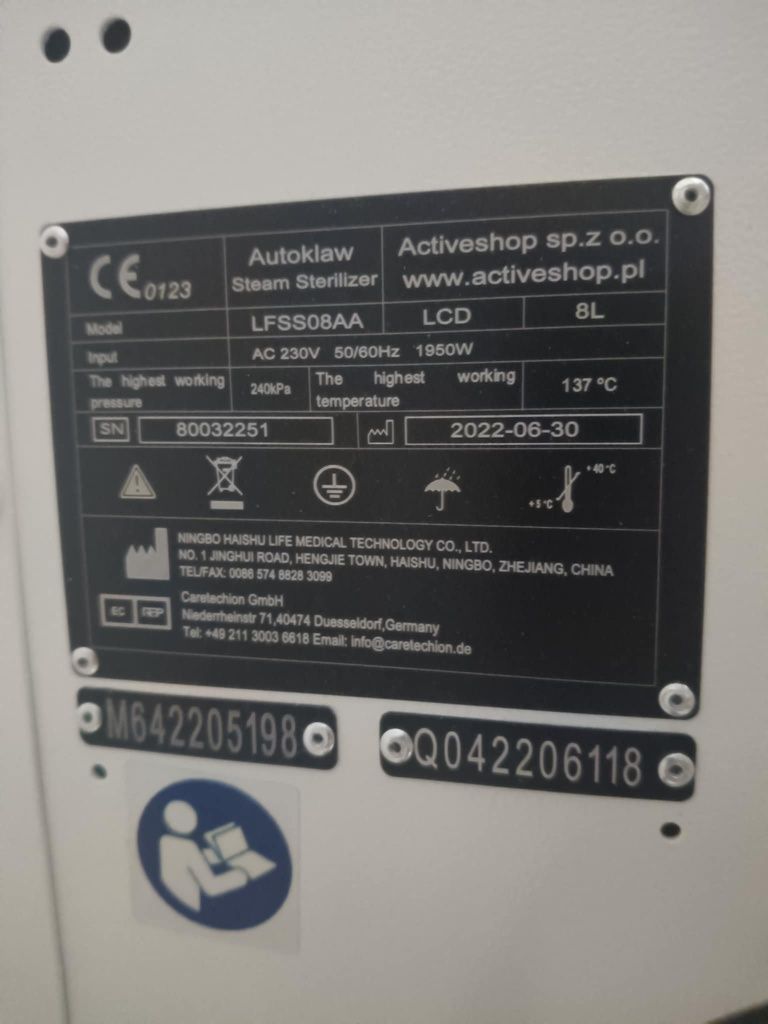 CE 0123
Autoklaw
Steam Sterilizer
Activeshop sp.z o.o.
www.activeshop.pl
Model LFSS08AA LCD 8L
Input AC 230V 50/60Hz 1950W
The highest working pressure 240kPa The highest working temperature 137 °C
SN 80032251 2022-06-30
+5°C +40°C
NINGBO HAISHU LIFE MEDICAL TECHNOLOGY CO., LTD.
NO. 1 JINGHUI ROAD, HENGJIE TOWN, HAISHU, NINGBO, ZHEJIANG, CHINA
TEL/FAX: 0086 574 8828 3099
EC REP
Caretechion GmbH
Niederrheinstr 71,40474 Duesseldorf,Germany
Tel: +49 211 3003 6618 Email: info@caretechion.de
M642205198 Q042206118